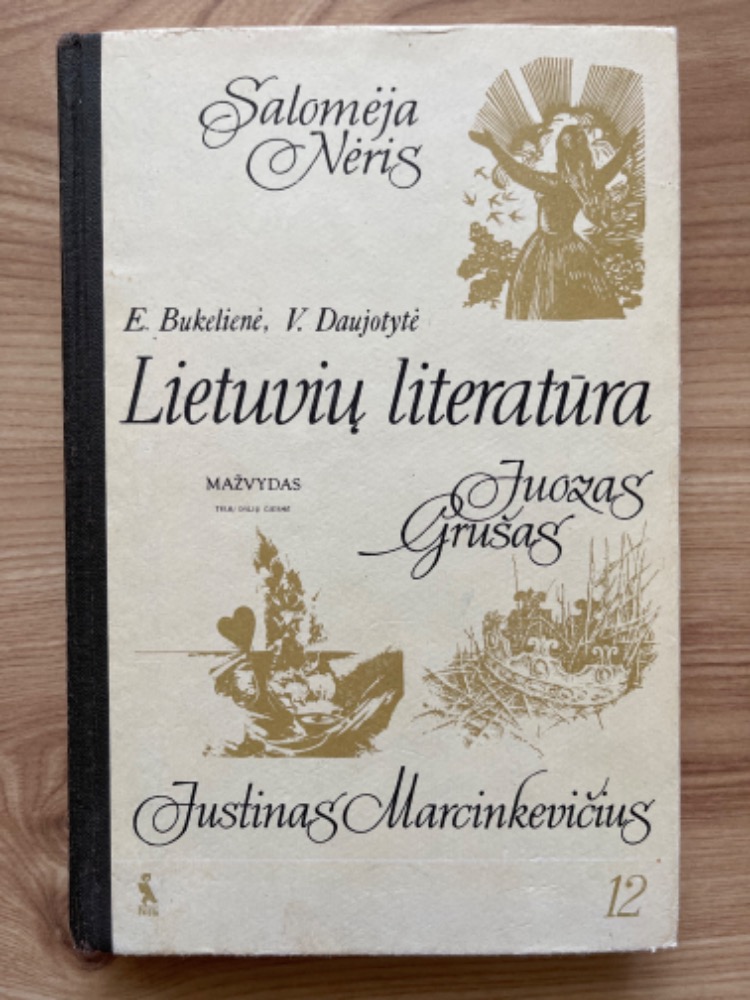 Salomėja
Nėris
E. Bukelienė, V. Daujotytė
Lietuvių literatūra
MAŽVYDAS
Juozas
Grušas
Justinas Marcinkevičius
12